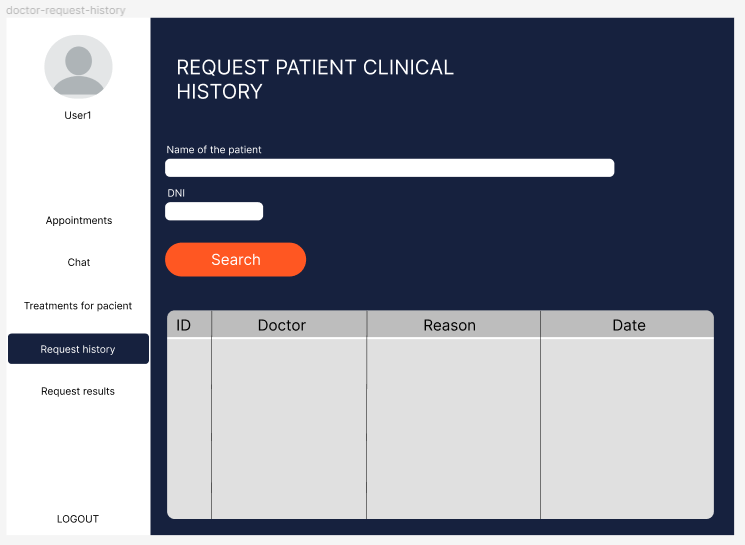 doctor-request-history
User1
Appointments
Chat
Treatments for pacient
Request history
Request results
LOGOUT
REQUEST PATIENT CLINICAL
HISTORY
Name of the patient
DNI
Search
ID Doctor Reason Date